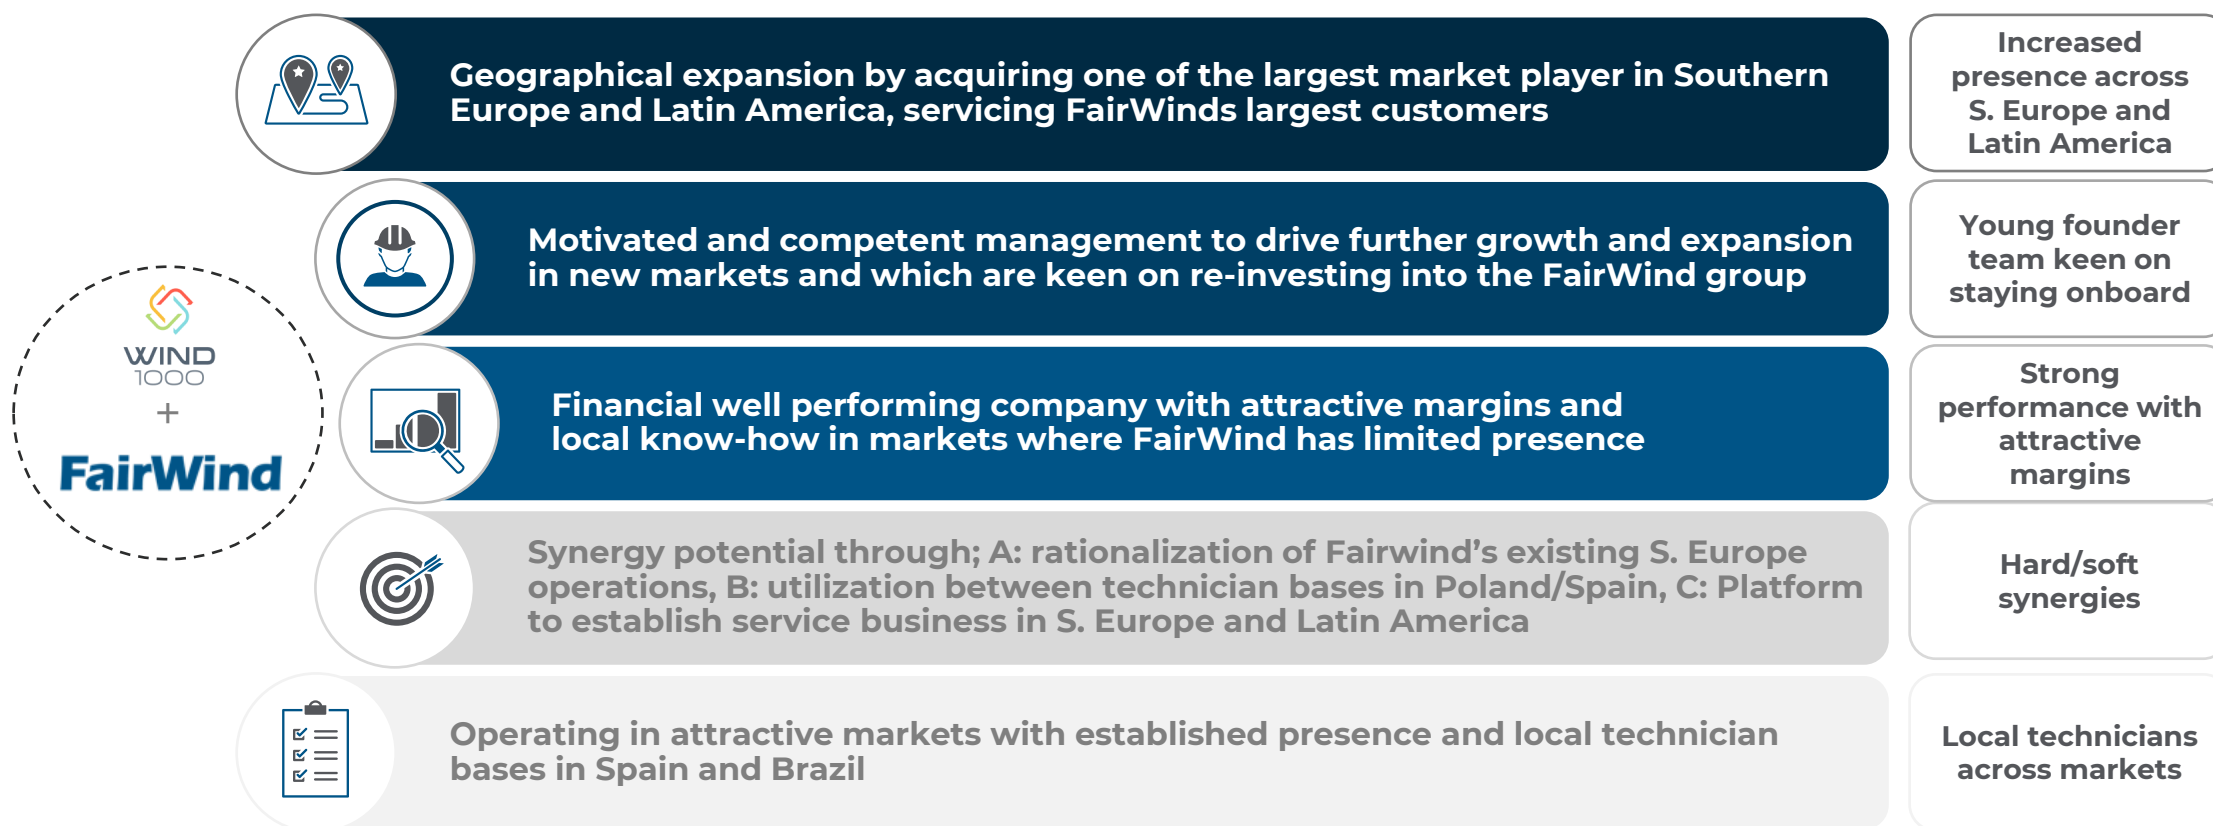 WIND
1000
+
FairWind
Geographical expansion by acquiring one of the largest market player in Southern
Europe and Latin America, servicing FairWinds largest customers
Increased
presence across
S. Europe and
Latin America
Motivated and competent management to drive further growth and expansion
in new markets and which are keen on re-investing into the FairWind group
Young founder
team keen on
staying onboard
Financial well performing company with attractive margins and
local know-how in markets where FairWind has limited presence
Strong
performance with
attractive
margins
Synergy potential through; A: rationalization of Fairwind’s existing S. Europe
operations, B: utilization between technician bases in Poland/Spain, C: Platform
to establish service business in S. Europe and Latin America
Hard/soft
synergies
Operating in attractive markets with established presence and local technician
bases in Spain and Brazil
Local technicians
across markets